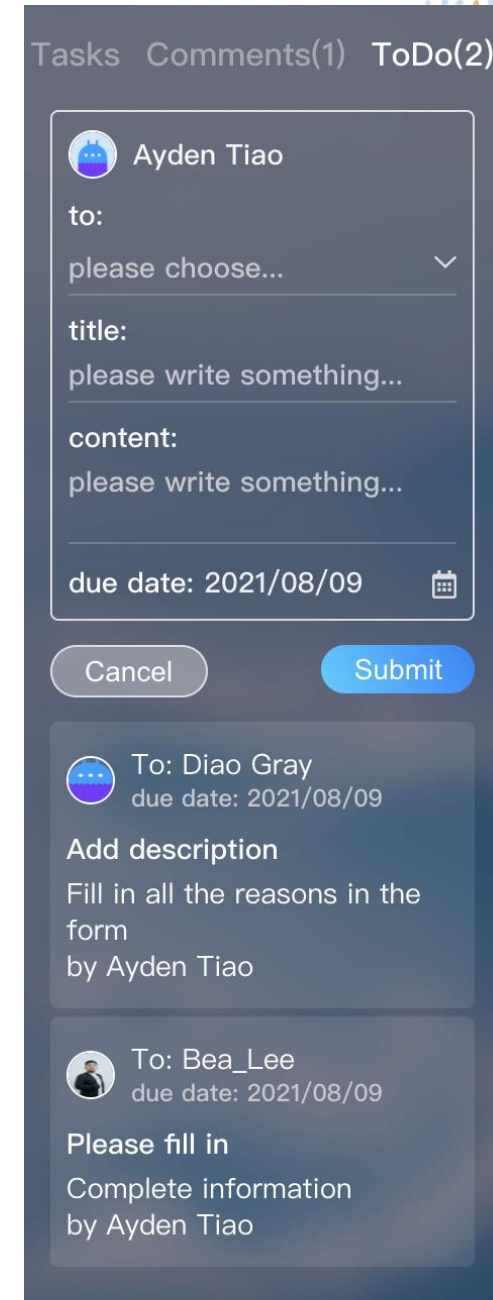 Tasks Comments(1) ToDo(2)
Ayden Tiao
to:
please choose...
title:
please write something...
content:
please write something...
due date: 2021/08/09
Cancel Submit
To: Diao Gray
due date: 2021/08/09
Add description
Fill in all the reasons in the
form
by Ayden Tiao
To: Bea_Lee
due date: 2021/08/09
Please fill in
Complete information
by Ayden Tiao